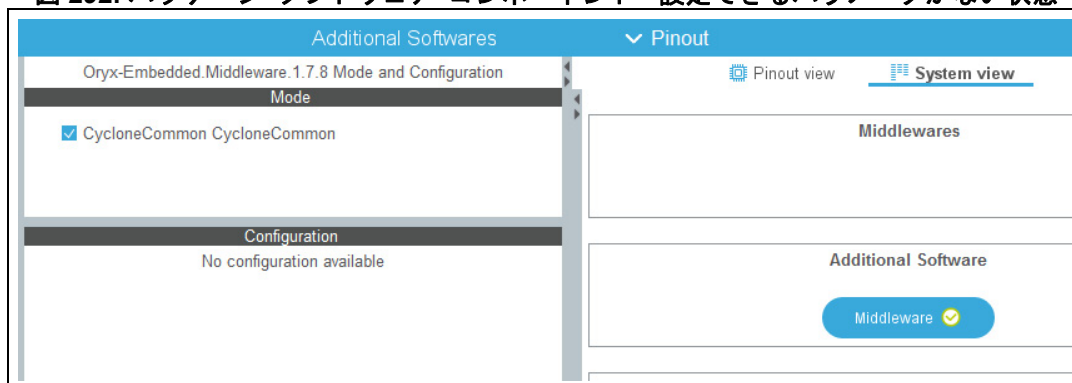 Additional Softwares
Pinout
Oryx-Embedded.Middleware.1.7.8 Mode and Configuration
Pinout view
System view
Mode
CycloneCommon CycloneCommon
Middlewares
Configuration
No configuration available
Additional Software
Middleware